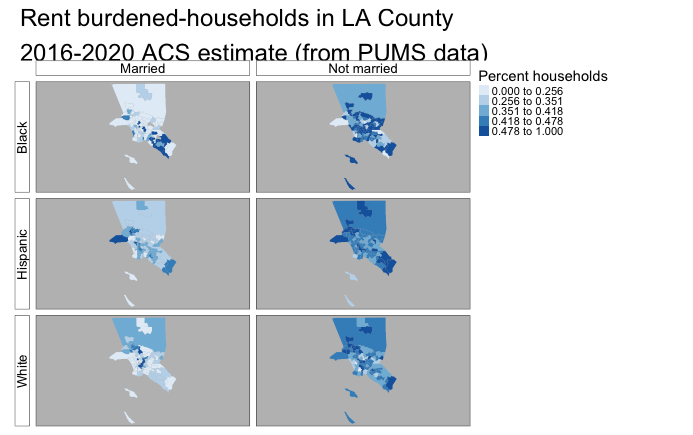 Rent burdened-households in LA County
2016-2020 ACS estimate (from PUMS data)
Married
Not married
Percent households
0.000 to 0.256
0.256 to 0.351
0.351 to 0.418
0.418 to 0.478
0.478 to 1.000
Black
Hispanic
White